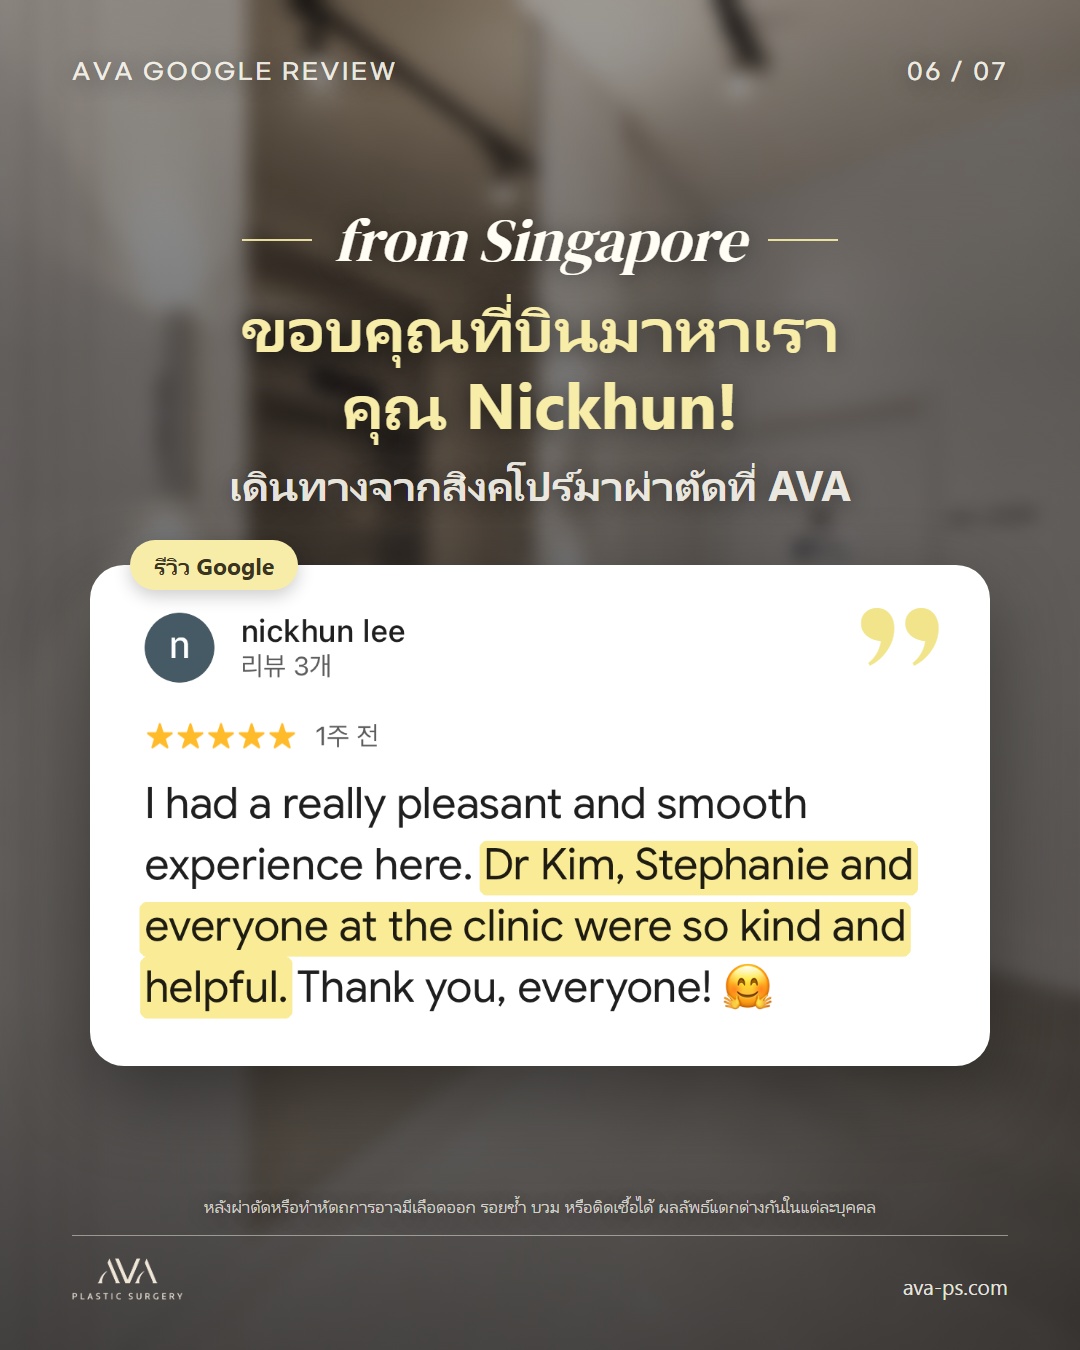 AVA GOOGLE REVIEW
06 / 07
from Singapore
ขอบคุณที่บินมาหาเรา
คุณ Nickhun!
เดินทางจากสิงคโปร์มาผ่าตัดที่ AVA
รีวิว Google
n
nickhun lee
리뷰 3개
1주 전
I had a really pleasant and smooth
experience here. Dr Kim, Stephanie and
everyone at the clinic were so kind and
helpful. Thank you, everyone! 🤗
หลังผ่าตัดหรือทำหัตถการอาจมีเลือดออก รอยช้ำ บวม หรือติดเชื้อได้ ผลลัพธ์แตกต่างกันในแต่ละบุคคล
AVA
PLASTIC SURGERY
ava-ps.com